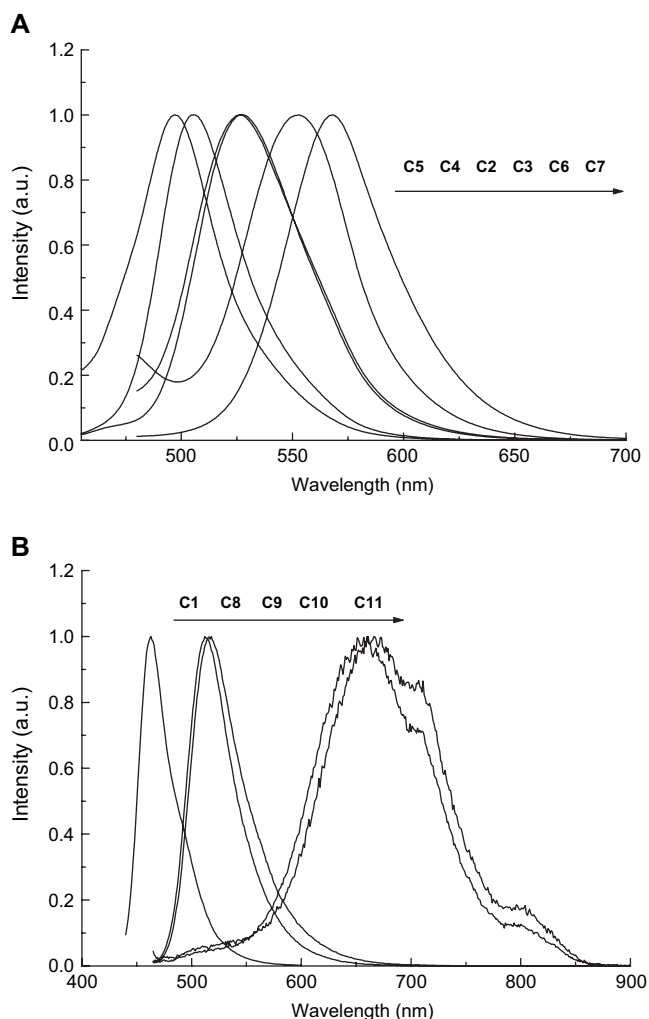 A
1.2
1.0
0.8
0.6
0.4
0.2
0.0
Intensity (a.u.)
C5 C4 C2 C3 C6 C7
500 550 600 650 700
Wavelength (nm)
B
1.2
1.0
0.8
0.6
0.4
0.2
0.0
Intensity (a.u.)
C1 C8 C9 C10 C11
400 500 600 700 800 900
Wavelength (nm)